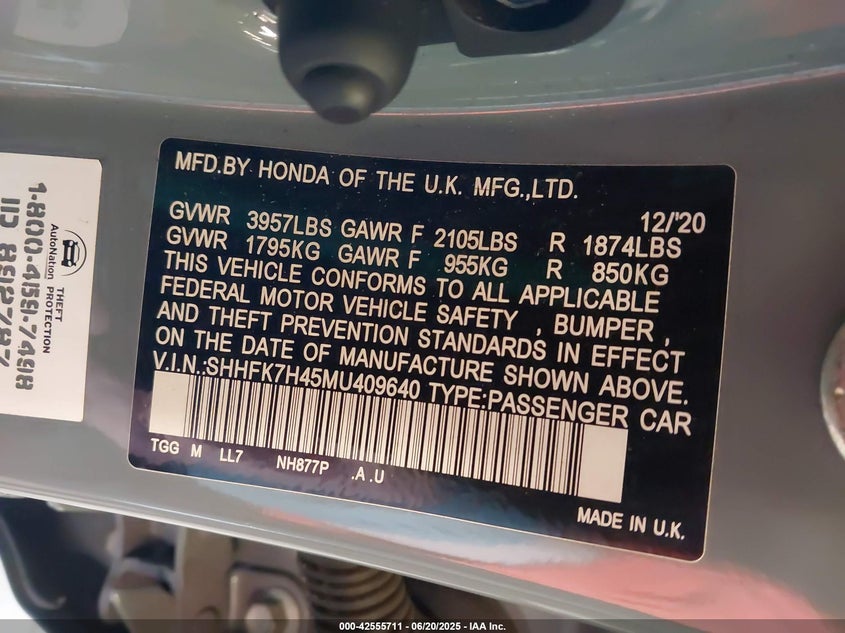 MFD.BY HONDA OF THE U.K. MFG.,LTD.
12/'20
GVWR 3957LBS GAWR F 2105LBS R 1874LBS
GVWR 1795KG GAWR F 955KG R 850KG
THIS VEHICLE CONFORMS TO ALL APPLICABLE
FEDERAL MOTOR VEHICLE SAFETY , BUMPER ,
AND THEFT PREVENTION STANDARDS IN EFFECT
ON THE DATE OF MANUFACTURE SHOWN ABOVE.
V.I.N.:SHHFK7H45MU409640 TYPE:PASSENGER CAR
TGG M LL7 NH877P .A .U
MADE IN U.K.
AutoNation
THEFT
PROTECTION
1-800-459-7498
ID
000-42555711 - 06/20/2025 - IAA Inc.